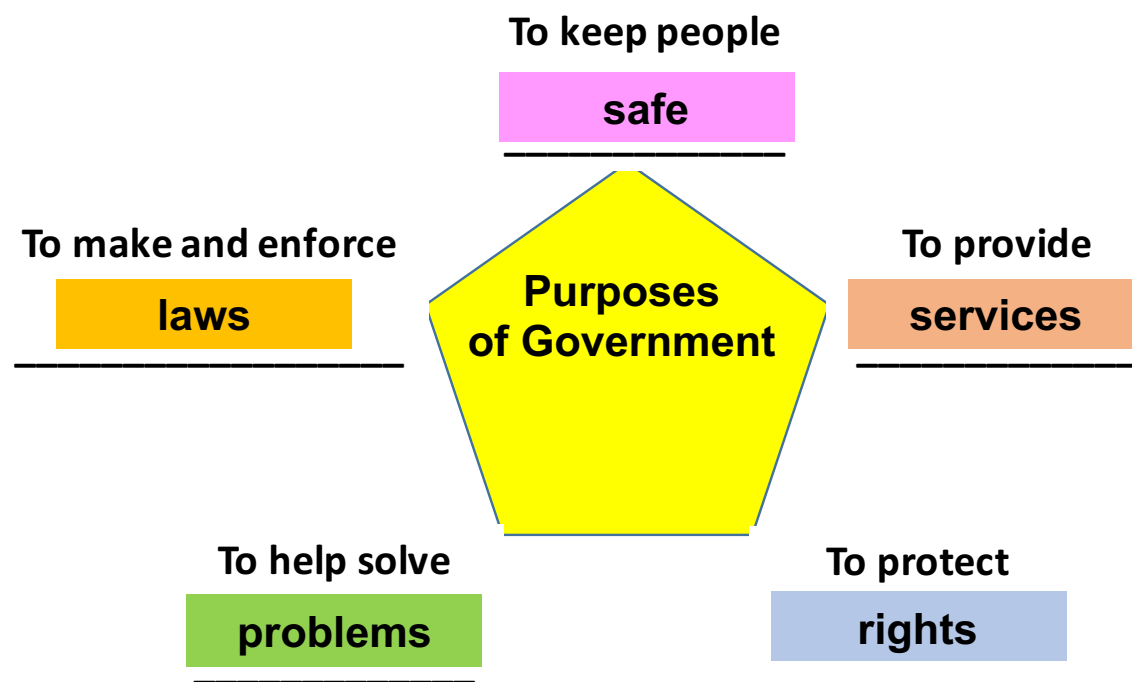 To keep people
safe
To make and enforce
laws
To provide
services
Purposes
of Government
To help solve
problems
To protect
rights